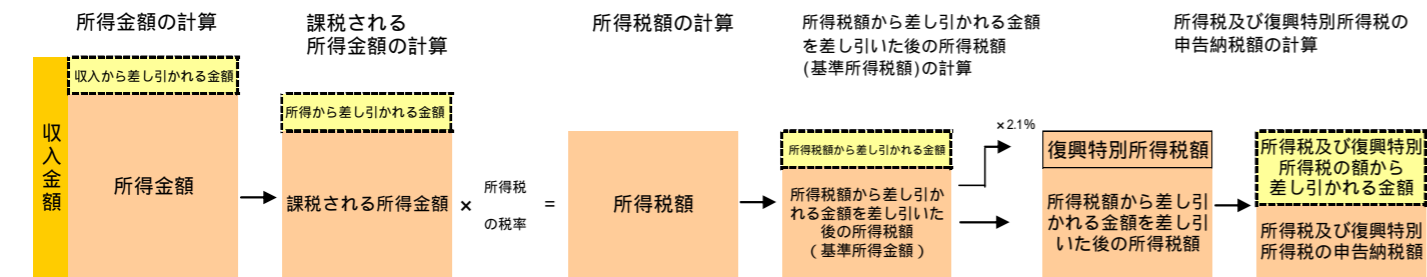 所得金額の計算
課税される
所得金額の計算
所得税額の計算
所得税額から差し引かれる金額
を差し引いた後の所得税額
(基準所得税額)の計算
所得税及び復興特別所得税の
申告納税額の計算
収入金額
収入から差し引かれる金額
所得金額
所得から差し引かれる金額
課税される所得金額
×
所得税
の税率
=
所得税額
所得税額から差し引かれる金額
所得税額から差し引か
れる金額を差し引いた
後の所得税額
(基準所得金額)
×2.1%
復興特別所得税額
所得税額から差し引
かれる金額を差し引
いた後の所得税額
所得税及び復興特別
所得税の額から
差し引かれる金額
所得税及び復興特別
所得税の申告納税額